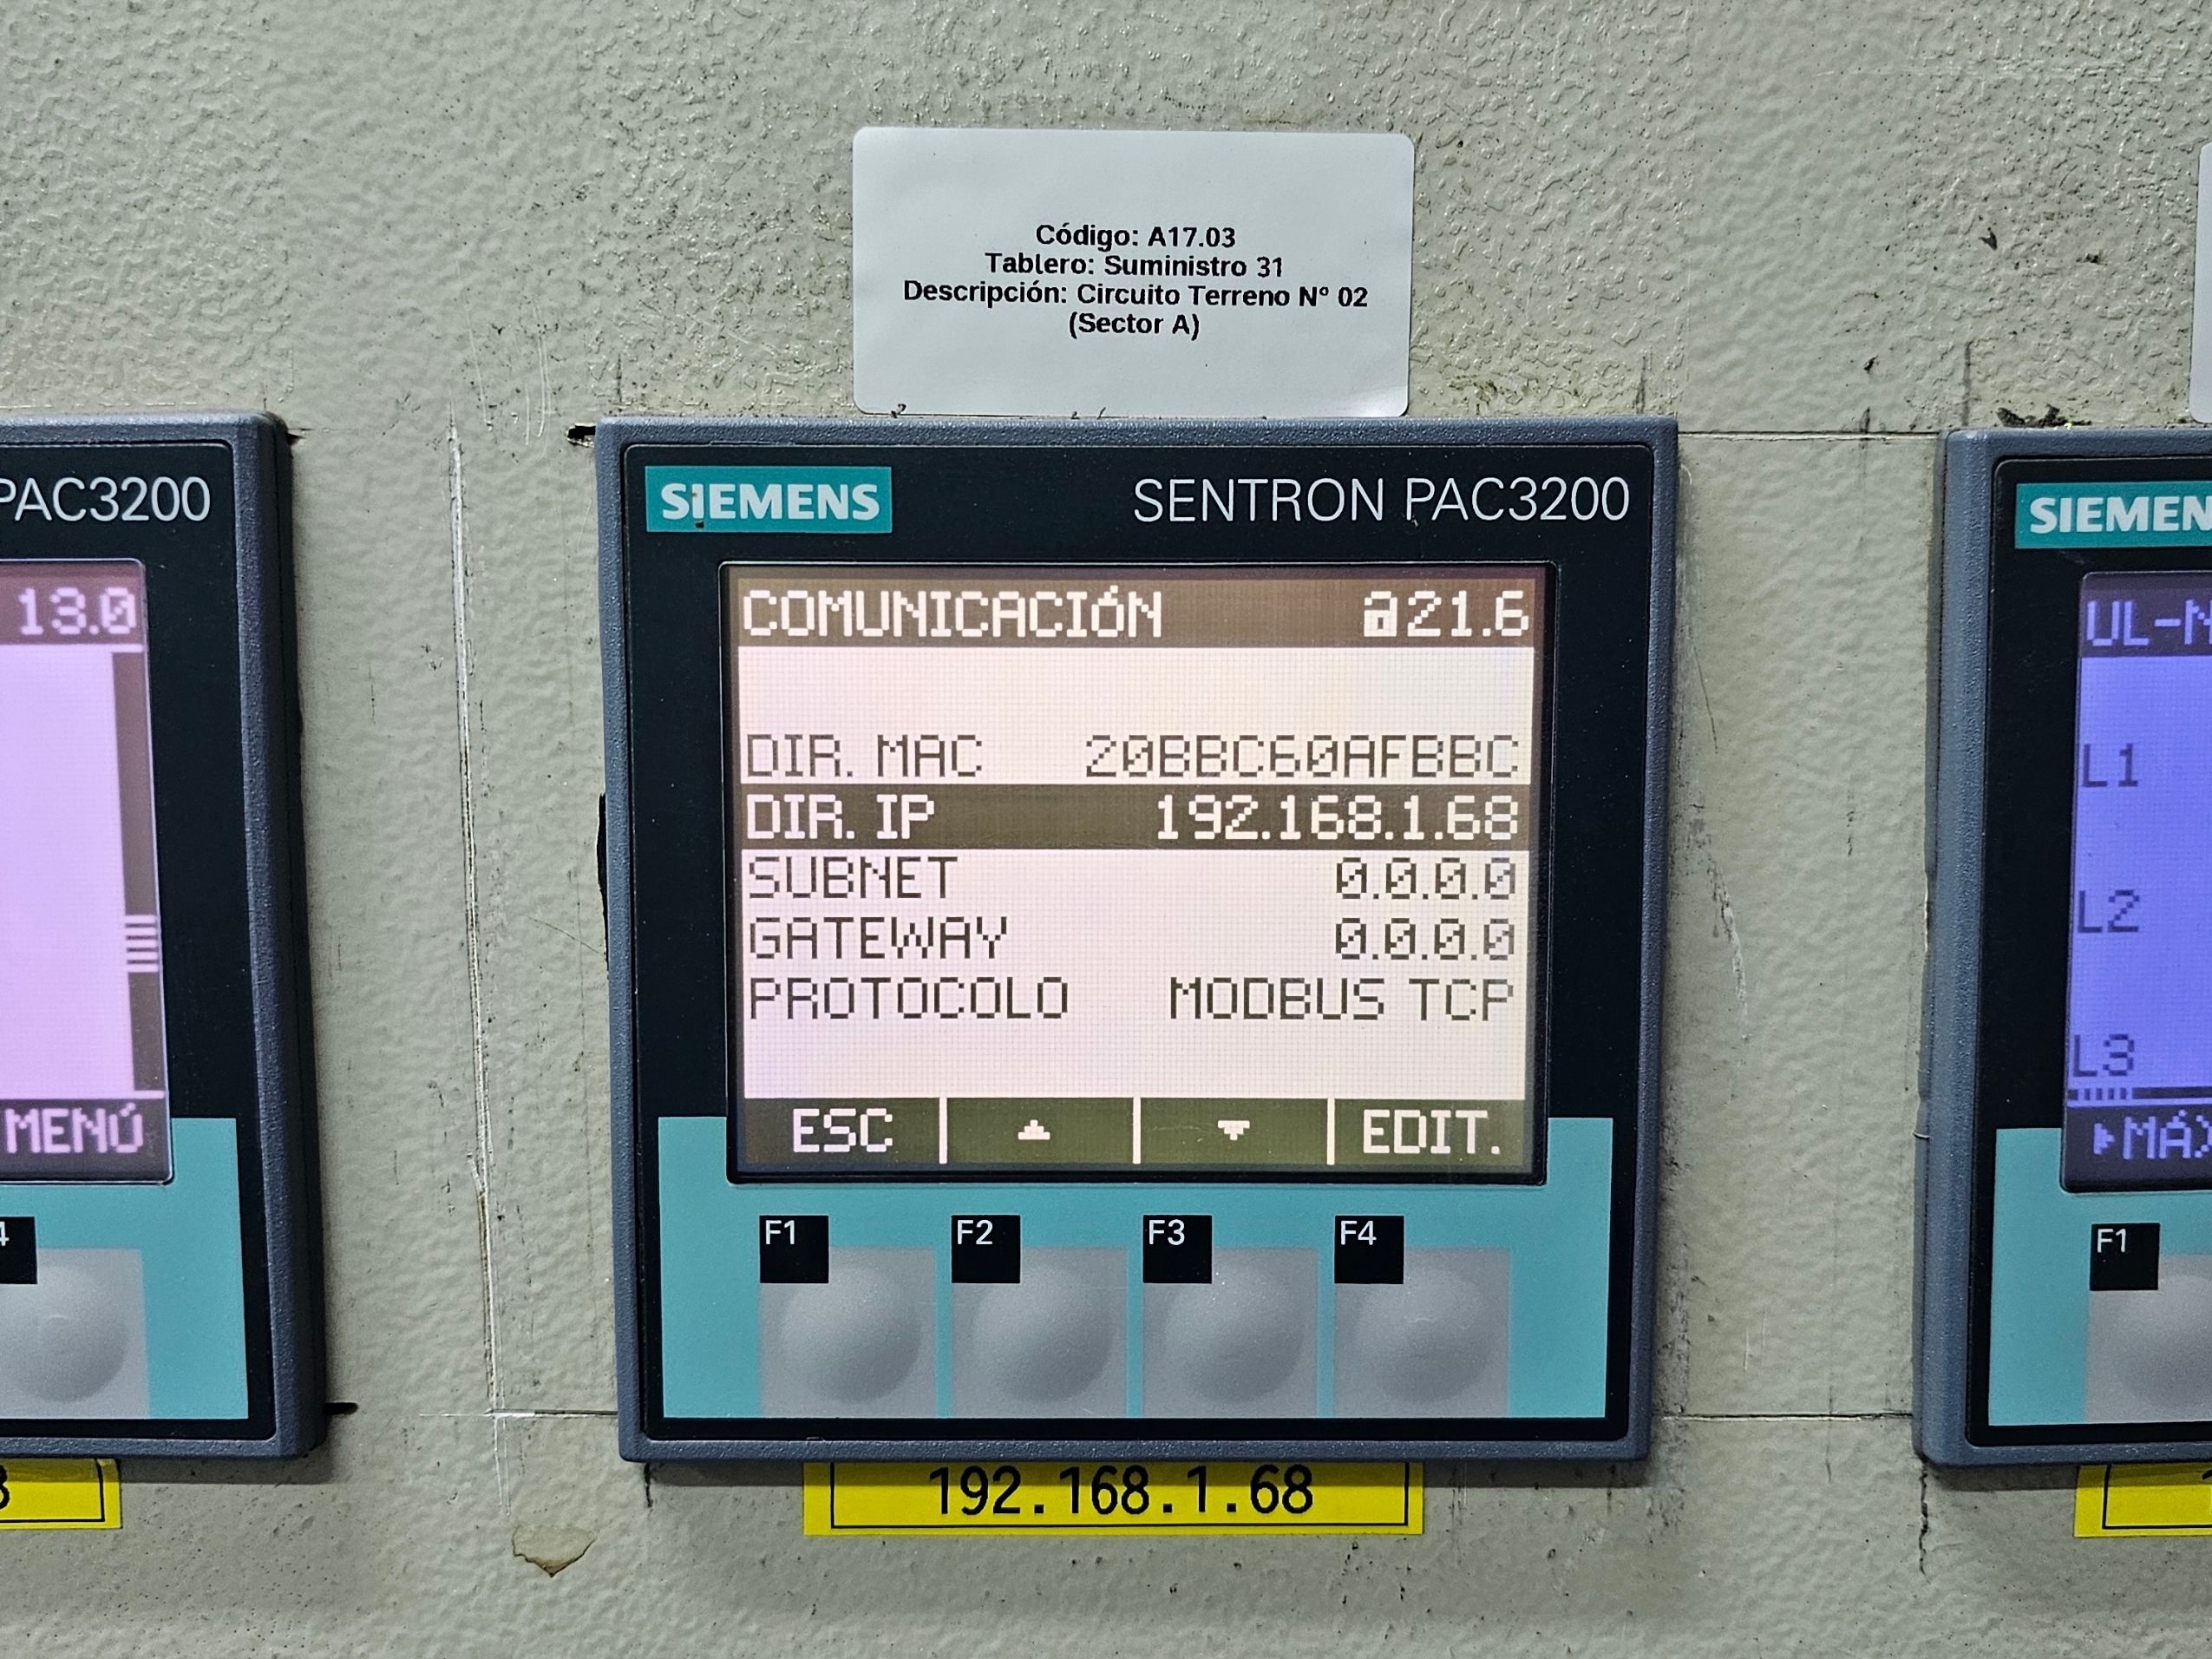 Código: A17.03
Tablero: Suministro 31
Descripción: Circuito Terreno Nº 02
(Sector A)
PAC3200
13.0
MENÚ
SIEMENS
SENTRON PAC3200
COMUNICACIÓN 21.6
DIR. MAC 20BBC60AFBBC
DIR. IP 192.168.1.68
SUBNET 0.0.0.0
GATEWAY 0.0.0.0
PROTOCOLO MODBUS TCP
ESC EDIT.
F1 F2 F3 F4
192.168.1.68
SIEMEN
UL-N
L1
L2
L3
F1